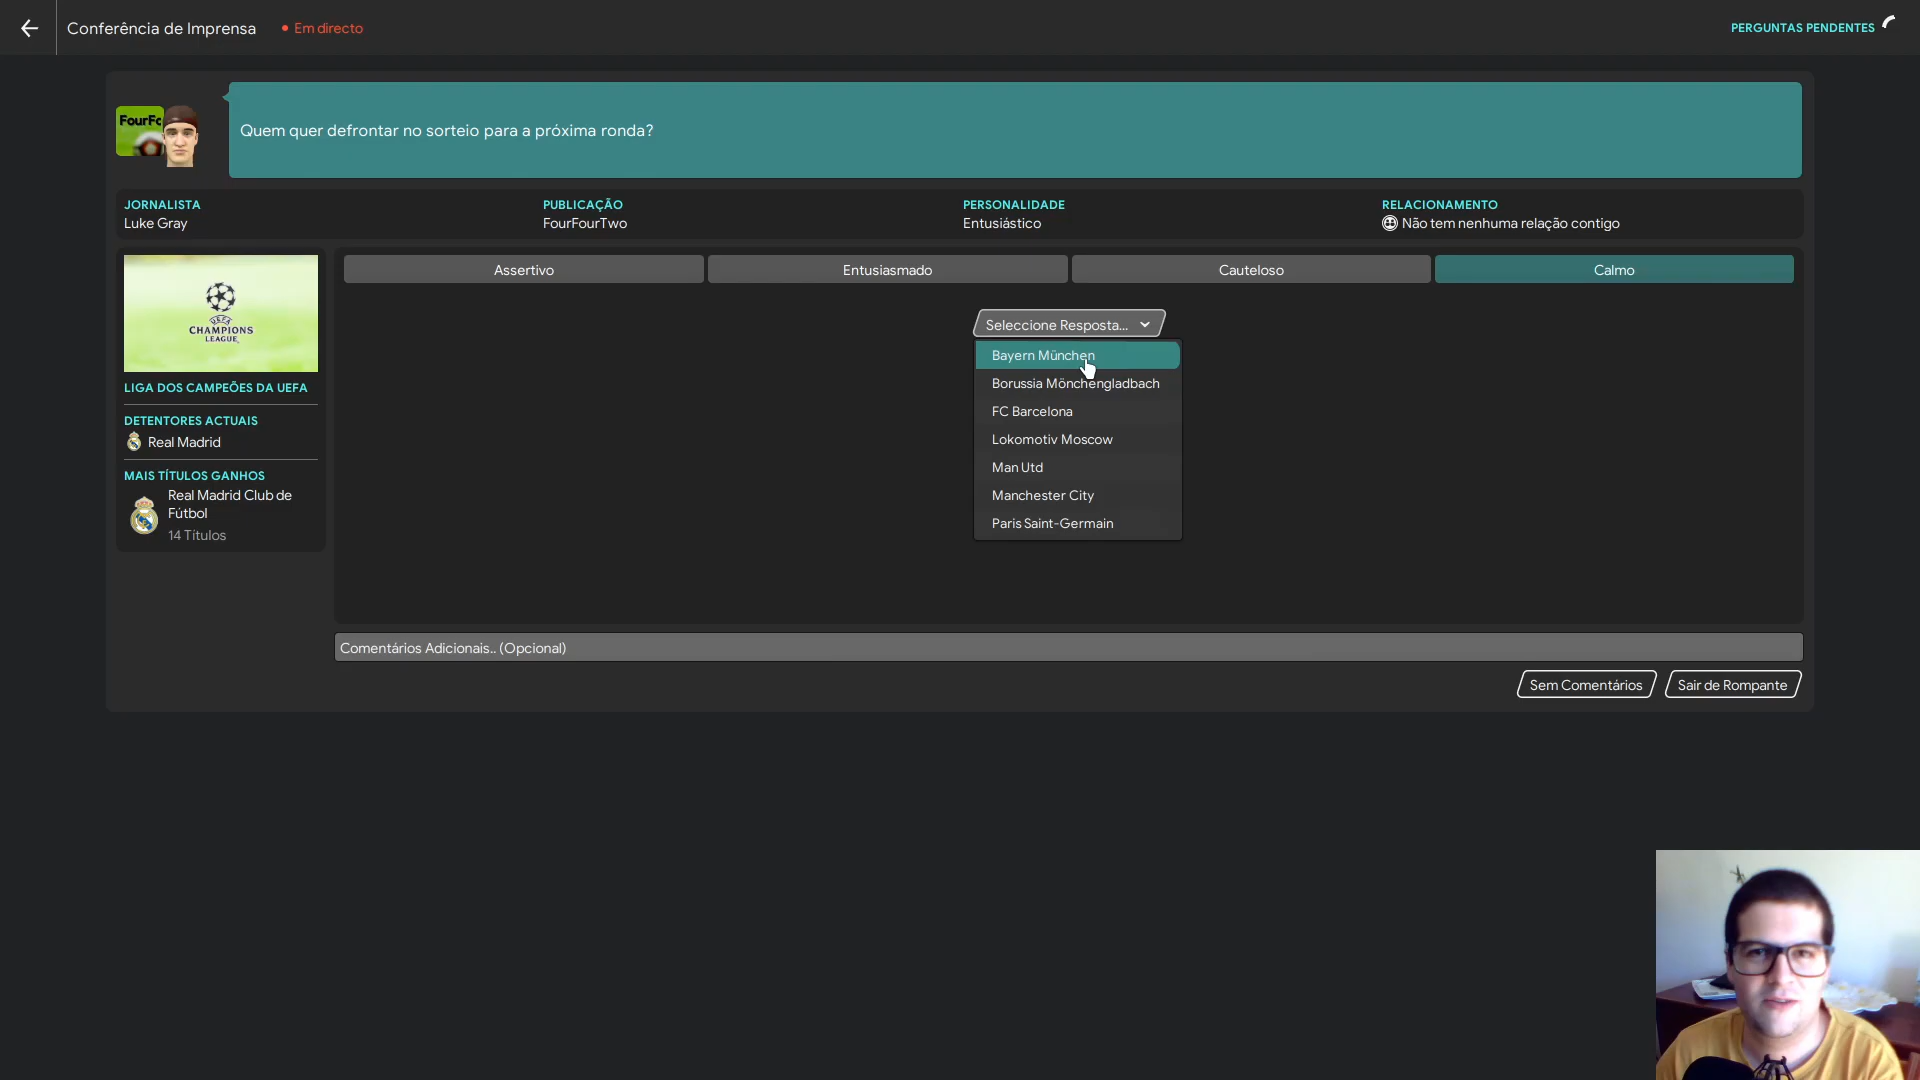 Conferência de Imprensa
Em directo
PERGUNTAS PENDENTES
FourFo
Quem quer defrontar no sorteio para a próxima ronda?
JORNALISTA
Luke Gray
PUBLICAÇÃO
FourFourTwo
PERSONALIDADE
Entusiástico
RELACIONAMENTO
Não tem nenhuma relação contigo
UEFA
CHAMPIONS
LEAGUE
LIGA DOS CAMPEÕES DA UEFA
DETENTORES ACTUAIS
Real Madrid
MAIS TÍTULOS GANHOS
Real Madrid Club de
Fútbol
14 Títulos
Assertivo
Entusiasmado
Cauteloso
Calmo
Seleccione Resposta...
Bayern München
Borussia Mönchengladbach
FC Barcelona
Lokomotiv Moscow
Man Utd
Manchester City
Paris Saint-Germain
Comentários Adicionais.. (Opcional)
Sem Comentários
Sair de Rompante